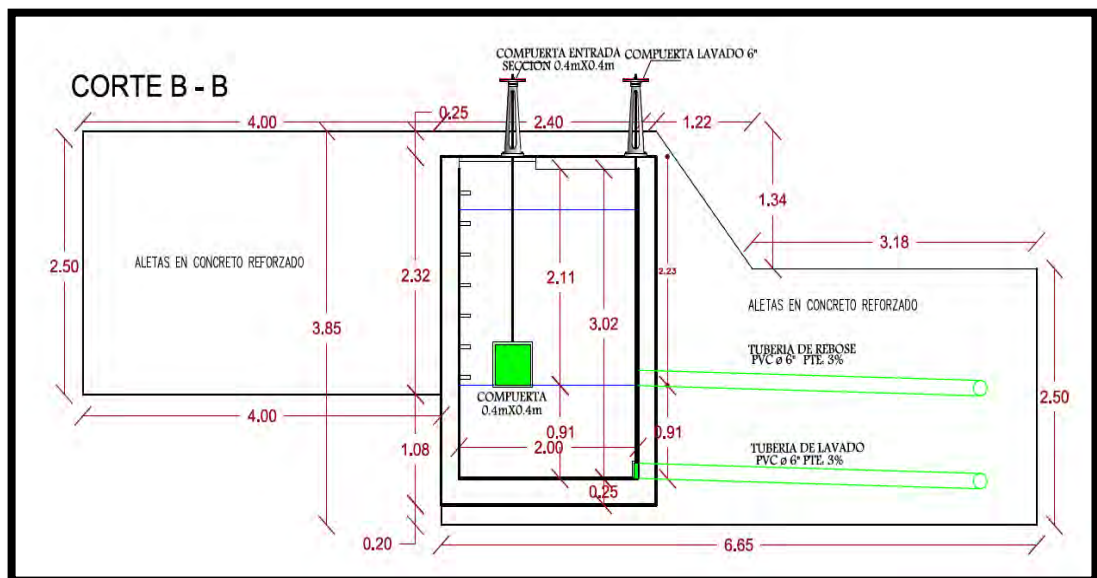 COMPUERTA ENTRADA
SECCION 0.4mX0.4m
COMPUERTA LAVADO 6"
CORTE B - B
0.25
4.00
2.40
1.22
1.34
3.18
2.50
ALETAS EN CONCRETO REFORZADO
2.32
2.11
2.23
3.85
3.02
ALETAS EN CONCRETO REFORZADO
TUBERIA DE REBOSE
PVC ø 6" PTE. 3%
COMPUERTA
0.4mX0.4m
2.50
4.00
1.08
0.91
2.00
0.91
TUBERIA DE LAVADO
PVC ø 6" PTE. 3%
0.25
0.20
6.65